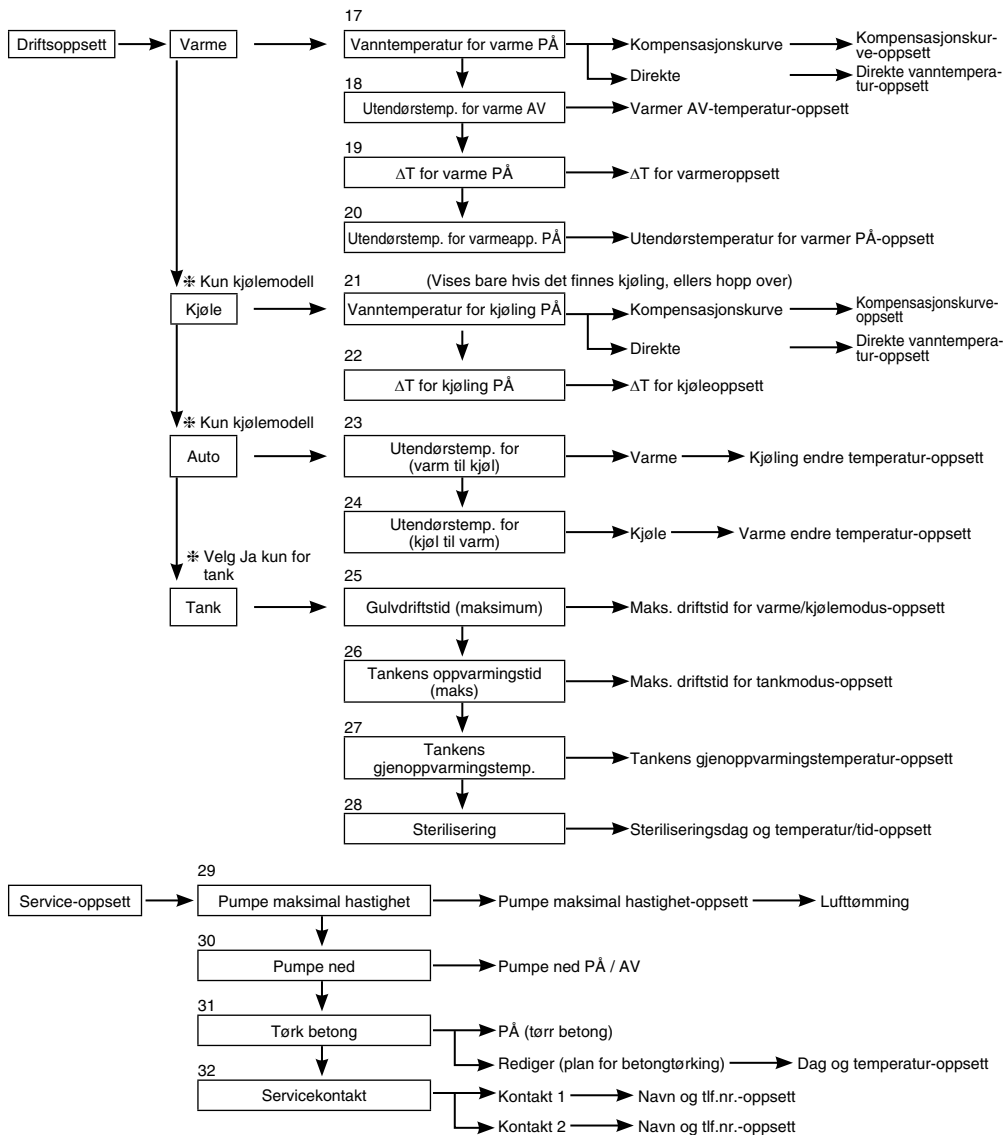 17
Driftsoppsett
Varme
Vanntemperatur for varme PÅ
Kompensasjonskurve
Kompensasjonskur-
ve-oppsett
Direkte
Direkte vanntempera-
tur-oppsett
18
Utendørstemp. for varme AV
Varmer AV-temperatur-oppsett
19
ΔT for varme PÅ
ΔT for varmeroppsett
20
Utendørstemp. for varmeapp. PÅ
Utendørstemperatur for varmer PÅ-oppsett
❉ Kun kjølemodell
21
(Vises bare hvis det finnes kjøling, ellers hopp over)
Kjøle
Vanntemperatur for kjøling PÅ
Kompensasjonskurve
Kompensasjonskurve-
oppsett
Direkte
Direkte vanntempera-
tur-oppsett
22
ΔT for kjøling PÅ
ΔT for kjøleoppsett
❉ Kun kjølemodell
23
Auto
Utendørstemp. for
(varm til kjøl)
Varme
Kjøling endre temperatur-oppsett
24
Utendørstemp. for
(kjøl til varm)
Kjøle
Varme endre temperatur-oppsett
❉ Velg Ja kun for
tank
25
Tank
Gulvdriftstid (maksimum)
Maks. driftstid for varme/kjølemodus-oppsett
26
Tankens oppvarmingstid
(maks)
Maks. driftstid for tankmodus-oppsett
27
Tankens
gjenoppvarmingstemp.
Tankens gjenoppvarmingstemperatur-oppsett
28
Sterilisering
Steriliseringsdag og temperatur/tid-oppsett
29
Service-oppsett
Pumpe maksimal hastighet
Pumpe maksimal hastighet-oppsett
Lufttømming
30
Pumpe ned
Pumpe ned PÅ / AV
31
Tørk betong
PÅ (tørr betong)
Rediger (plan for betongtørking)
Dag og temperatur-oppsett
32
Servicekontakt
Kontakt 1
Navn og tlf.nr.-oppsett
Kontakt 2
Navn og tlf.nr.-oppsett